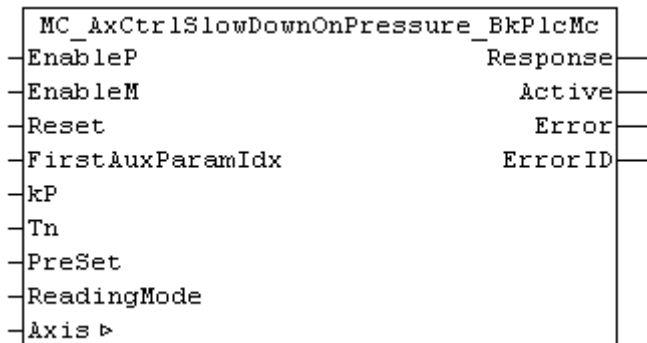 MC_AxCtrlSlowDownOnPressure_BkPlcMc
EnableP Response
EnableM Active
Reset Error
FirstAuxParamIdx ErrorID
kP
Tn
PreSet
ReadingMode
Axis ▷